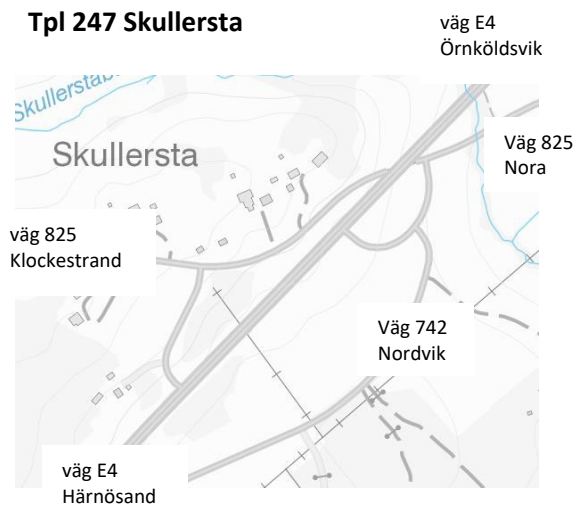 Tpl 247 Skullersta
väg E4
Örnköldsvik
Skullerstab
Skullersta
Väg 825
Nora
väg 825
Klockestrand
Väg 742
Nordvik
väg E4
Härnösand